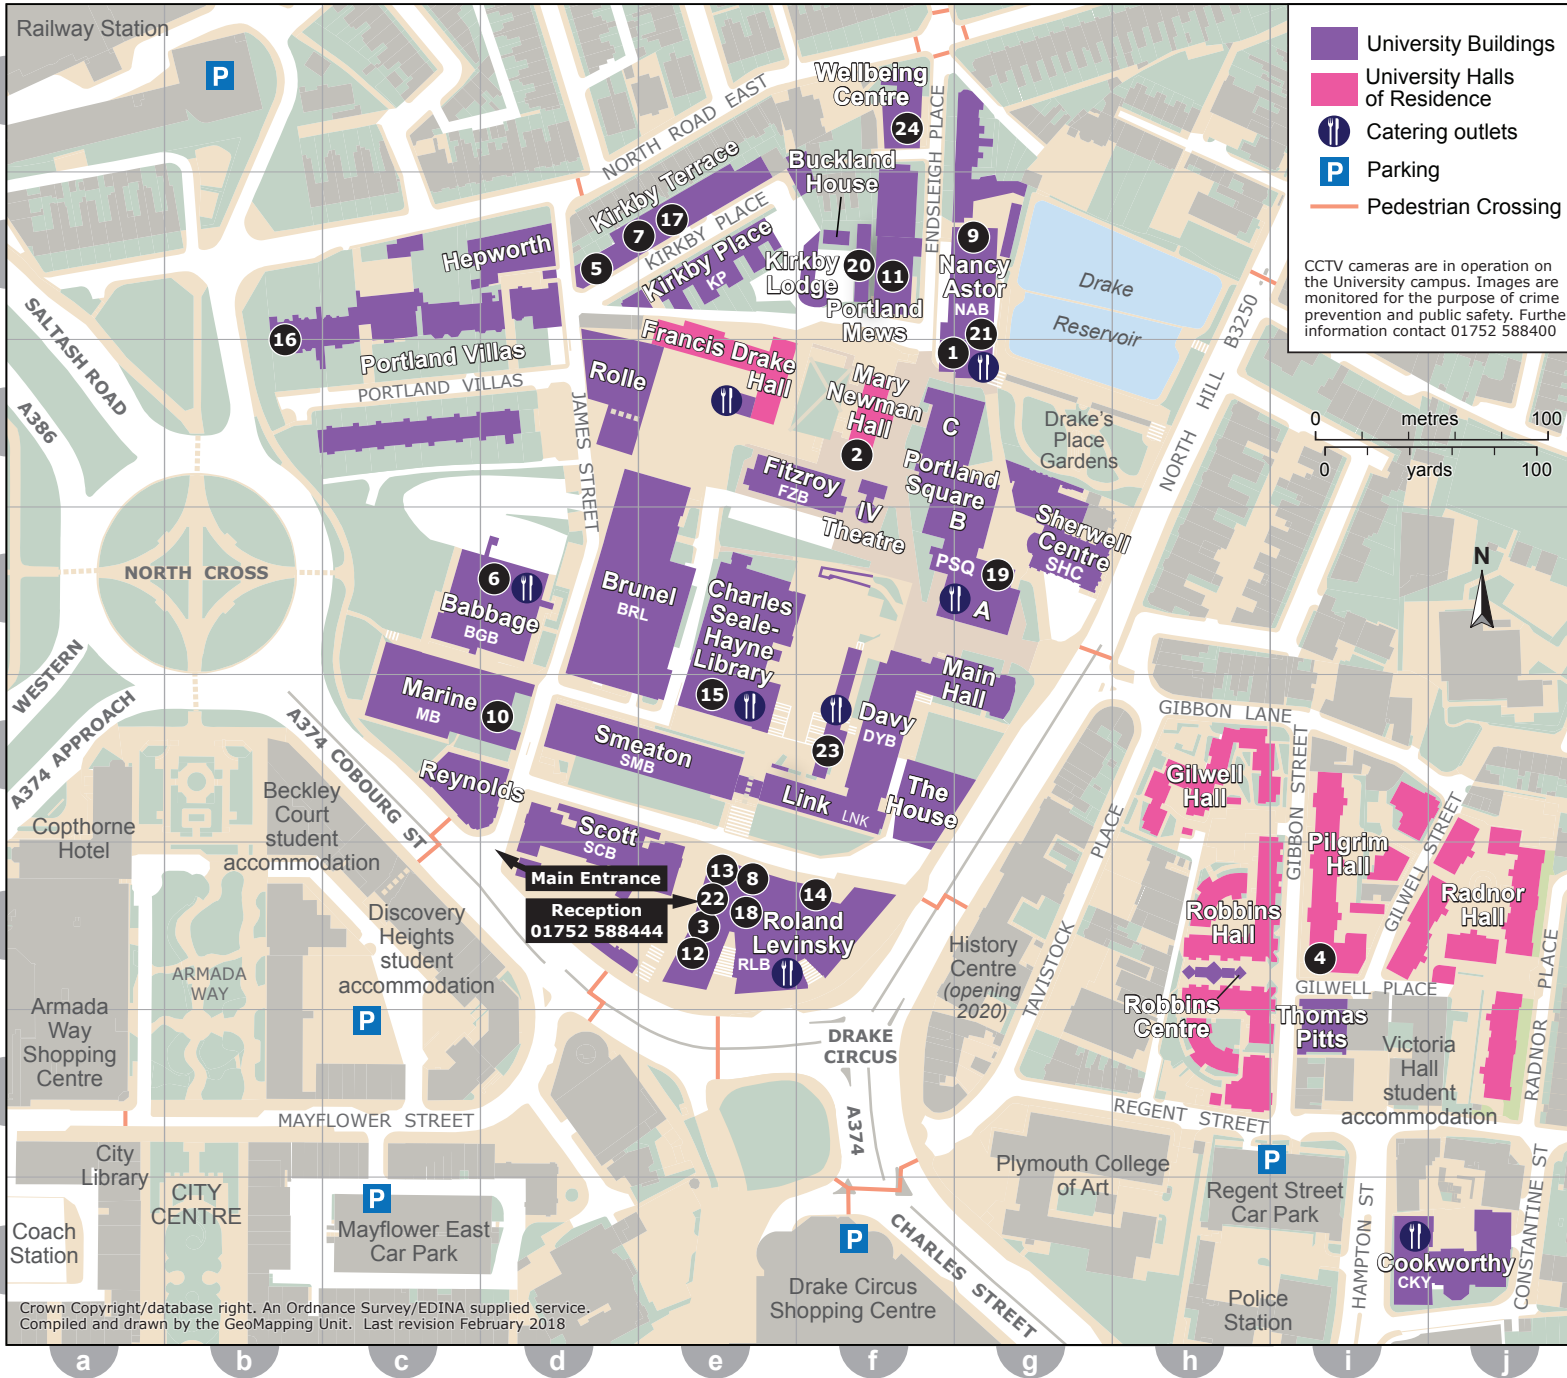 Railway Station
P
Wellbeing
Centre
24
ENDSLEIGH PLACE
NORTH ROAD EAST
Buckland
House
Kirkby Terrace
17
7
5
KIRKBY PLACE
Kirkby Place
KP
Kirkby
Lodge
20
11
Portland
Mews
9
Nancy
Astor
NAB
21
1
Drake
Reservoir
University Buildings
University Halls
of Residence
Catering outlets
P
Parking
Pedestrian Crossing
CCTV cameras are in operation on
the University campus. Images are
monitored for the purpose of crime
prevention and public safety. Furthe
information contact 01752 588400
Hepworth
16
Portland Villas
PORTLAND VILLAS
SALTASH ROAD
A386
JAMES STREET
Rolle
Francis Drake
Hall
Mary
Newman
Hall
2
C
Portland
Square
B
PSQ
19
A
Drake's
Place
Gardens
NORTH HILL B3250
0 metres 100
0 yards 100
N
Fitzroy
FZB
IV
Theatre
Sherwell
Centre
SHC
NORTH CROSS
6
Babbage
BGB
Brunel
BRL
Charles
Seale-
Hayne
Library
15
Main
Hall
WESTERN
A374 APPROACH
Marine
MB
10
A374 COBOURG ST
Reynolds
Smeaton
SMB
23
Davy
DYB
Link
LNK
The
House
GIBBON LANE
Gilwell
Hall
GIBBON STREET
Pilgrim
Hall
GILWELL STREET
Radnor
Hall
Copthorne
Hotel
Beckley
Court
student
accommodation
Scott
SCB
Main Entrance
Reception
01752 588444
13
8
22
18
3
12
14
Roland
Levinsky
RLB
TAVISTOCK PLACE
Robbins
Hall
4
GILWELL PLACE
Robbins
Centre
Thomas
Pitts
Victoria
Hall
student
accommodation
RADNOR PLACE
Discovery
Heights
student
accommodation
P
ARMADA
WAY
Armada
Way
Shopping
Centre
History
Centre
(opening
2020)
DRAKE
CIRCUS
A374
MAYFLOWER STREET
REGENT STREET
City
Library
CITY
CENTRE
P
Mayflower East
Car Park
Coach
Station
Plymouth College
of Art
P
Regent Street
Car Park
HAMPTON ST
CONSTANTINE ST
Cookworthy
CKY
P
Drake Circus
Shopping Centre
CHARLES STREET
Police
Station
Crown Copyright/database right. An Ordnance Survey/EDINA supplied service.
Compiled and drawn by the GeoMapping Unit. Last revision February 2018
a b c d e f g h i j